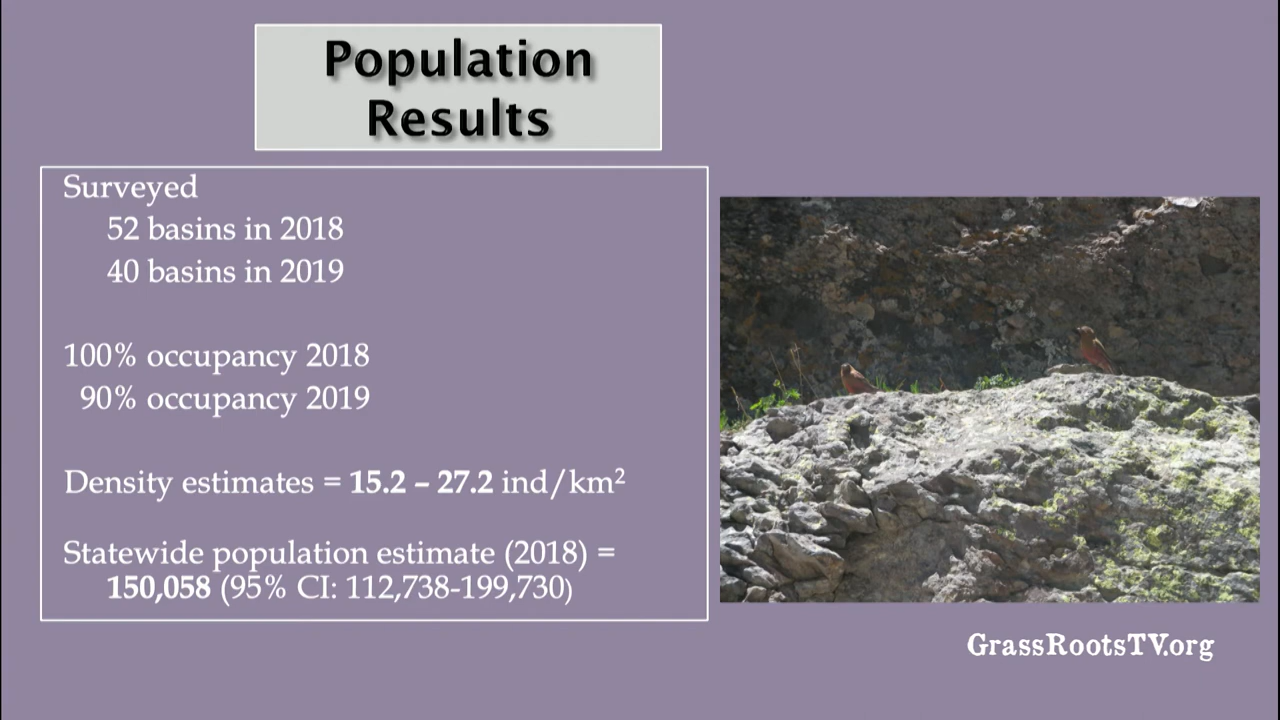 Population
Results
Surveyed
52 basins in 2018
40 basins in 2019
100% occupancy 2018
90% occupancy 2019
Density estimates = 15.2 – 27.2 ind/km²
Statewide population estimate (2018) =
150,058 (95% CI: 112,738-199,730)
GrassRootsTV.org